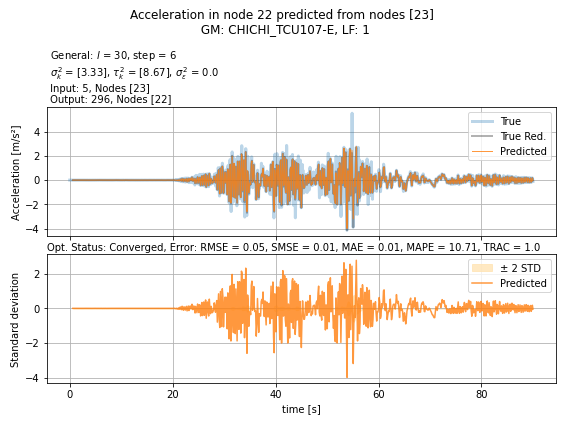 Acceleration in node 22 predicted from nodes [23]
GM: CHICHI_TCU107-E, LF: 1
General: l = 30, step = 6
σ²ₖ = [3.33], τ²ₖ = [8.67], σ²ε = 0.0
Input: 5, Nodes [23]
Output: 296, Nodes [22]
Acceleration [m/s²]
4
2
0
−2
−4
True
True Red.
Predicted
Opt. Status: Converged, Error: RMSE = 0.05, SMSE = 0.01, MAE = 0.01, MAPE = 10.71, TRAC = 1.0
Standard deviation
2
0
−2
−4
± 2 STD
Predicted
0 20 40 60 80
time [s]